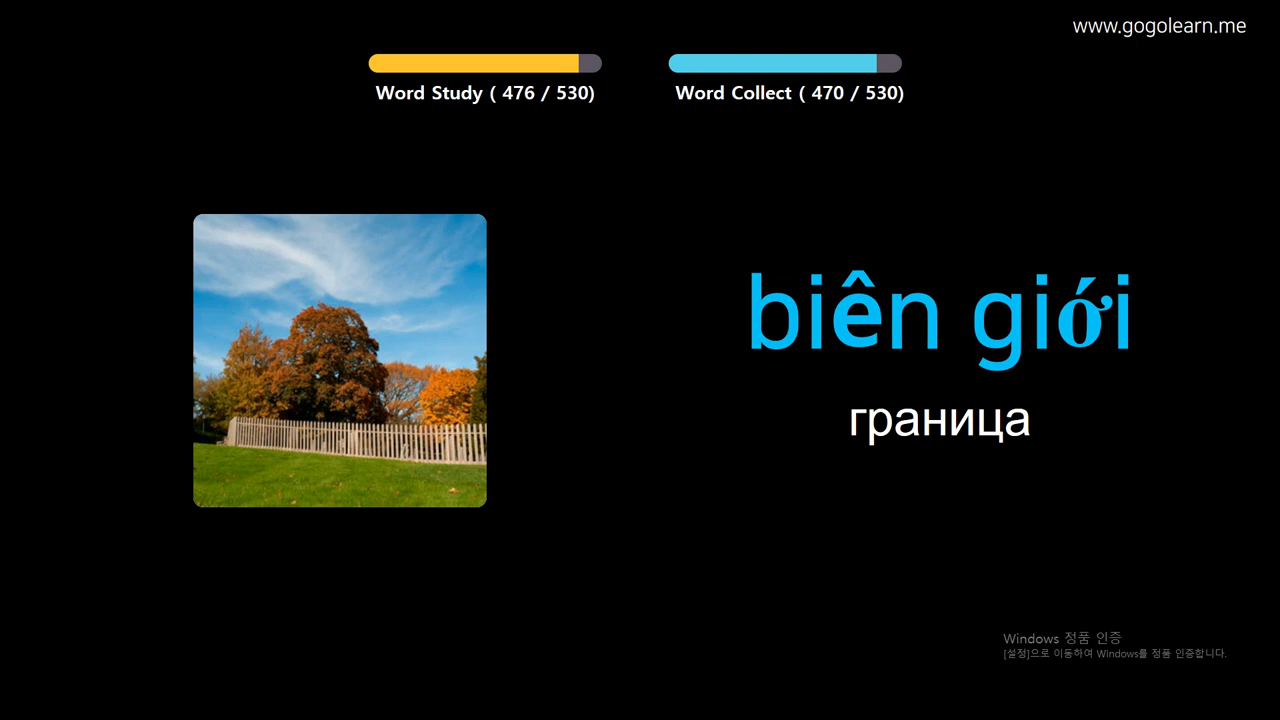 www.gogolearn.me
Word Study ( 476 / 530)
Word Collect ( 470 / 530)
biên giới
граница
Windows 정품 인증
[설정]으로 이동하여 Windows를 정품 인증합니다.